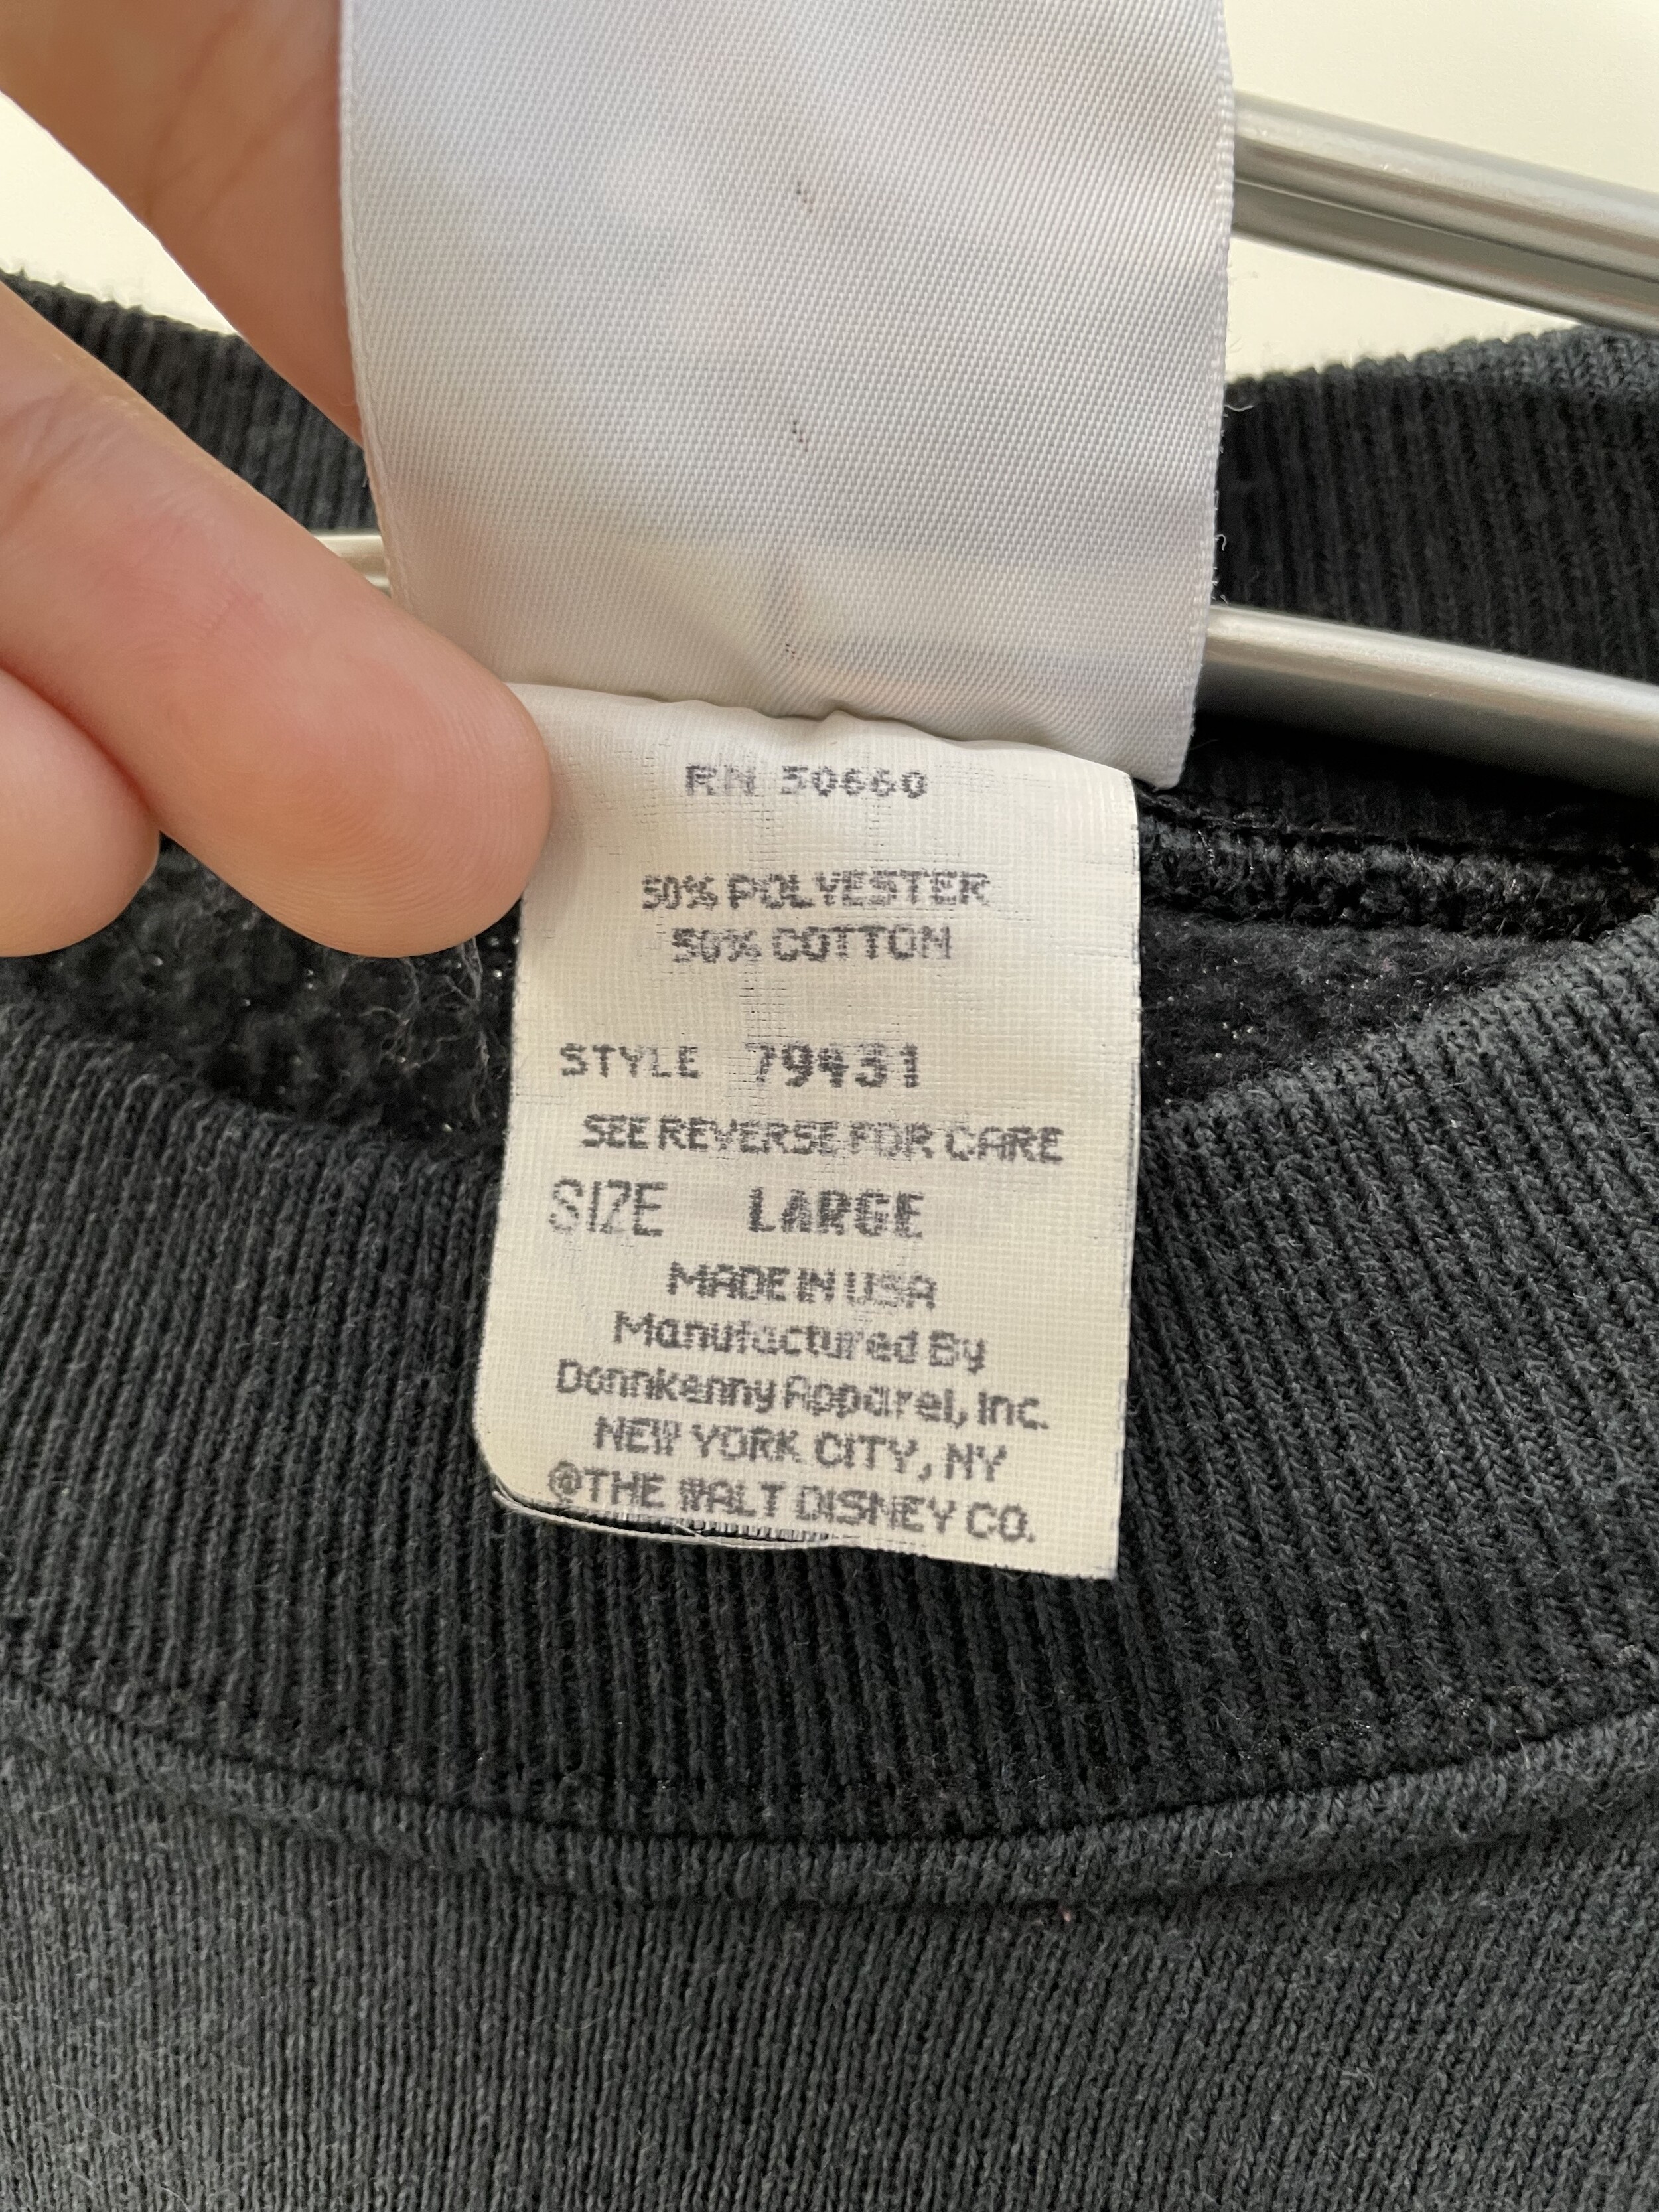 RN 50660
50% POLYESTER
50% COTTON
STYLE 79431
SEE REVERSE FOR CARE
SIZE LARGE
MADE IN USA
Manufactured By
Donnkenny Apparel, Inc.
NEW YORK CITY, NY
@THE WALT DISNEY CO.